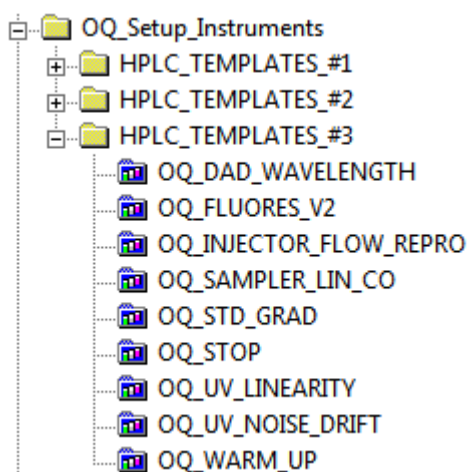 OQ_Setup_Instruments
HPLC_TEMPLATES_#1
HPLC_TEMPLATES_#2
HPLC_TEMPLATES_#3
OQ_DAD_WAVELENGTH
OQ_FLUORES_V2
OQ_INJECTOR_FLOW_REPRO
OQ_SAMPLER_LIN_CO
OQ_STD_GRAD
OQ_STOP
OQ_UV_LINEARITY
OQ_UV_NOISE_DRIFT
OQ_WARM_UP